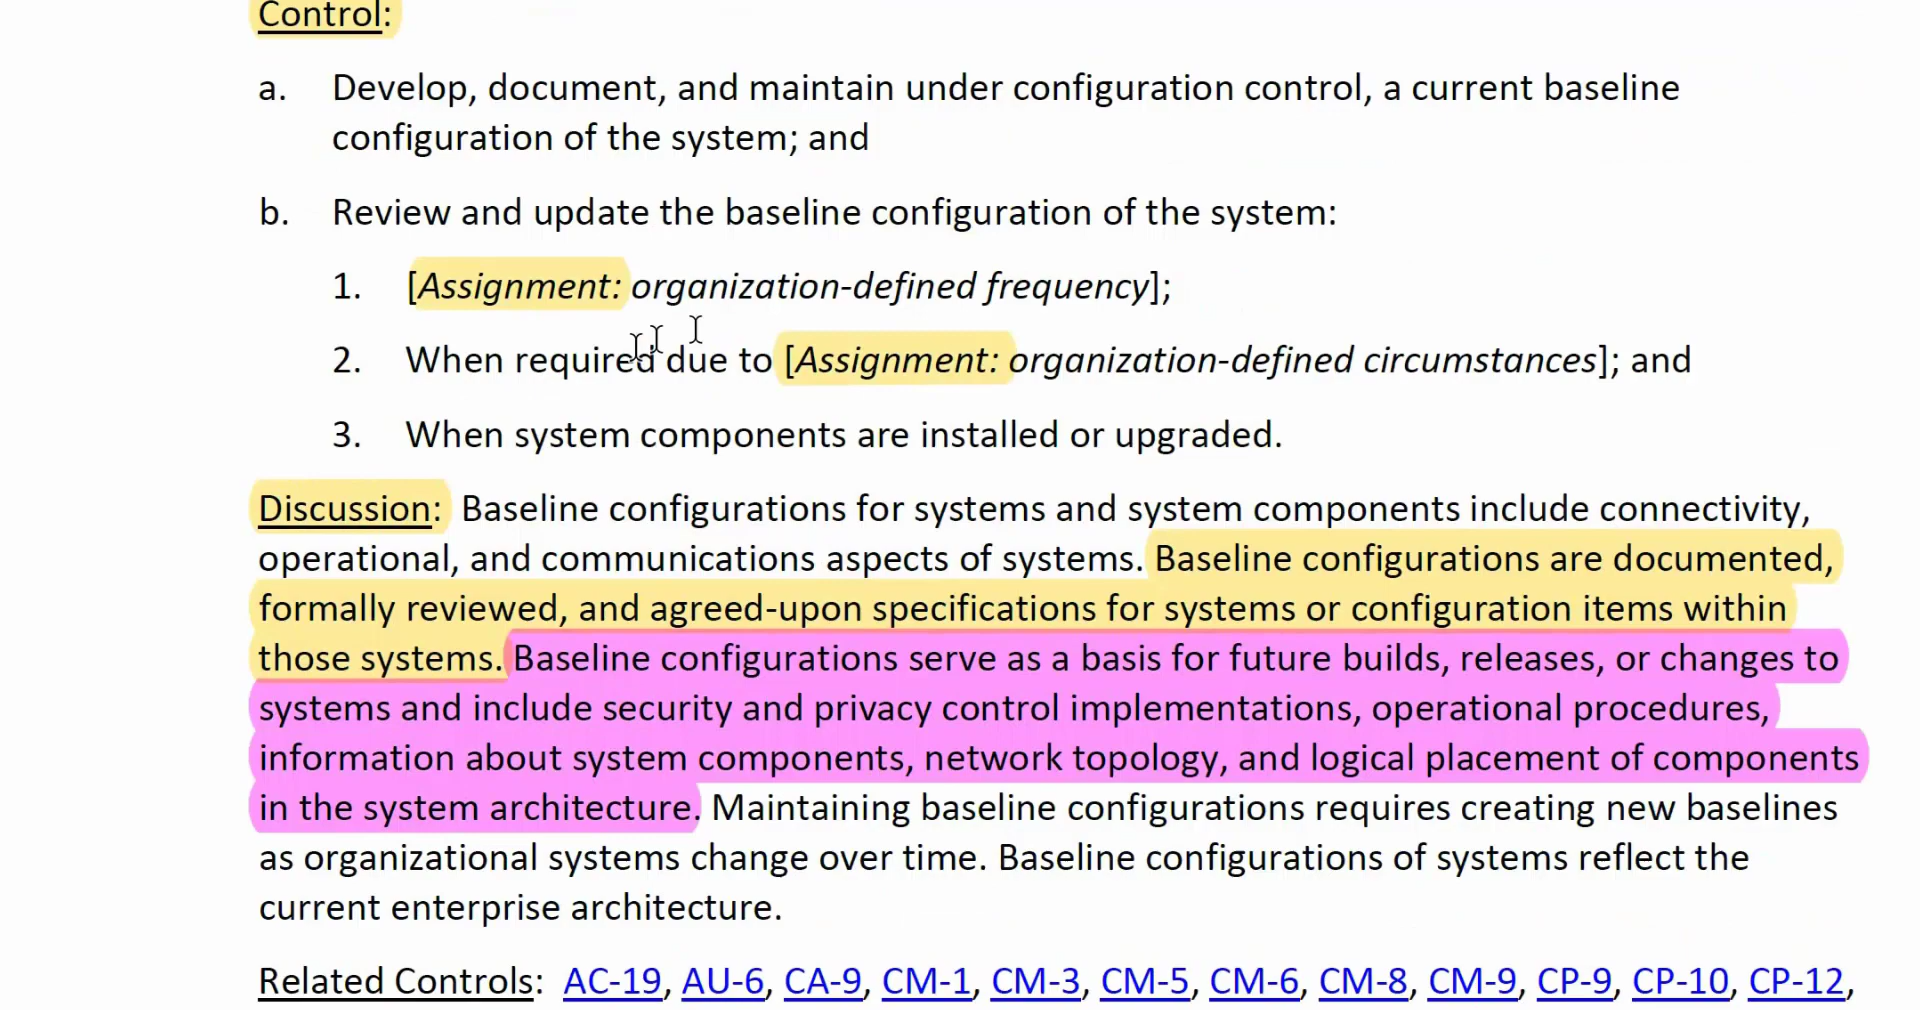 Control:
a. Develop, document, and maintain under configuration control, a current baseline
configuration of the system; and
b. Review and update the baseline configuration of the system:
1. [Assignment: organization-defined frequency];
2. When required due to [Assignment: organization-defined circumstances]; and
3. When system components are installed or upgraded.
Discussion: Baseline configurations for systems and system components include connectivity,
operational, and communications aspects of systems. Baseline configurations are documented,
formally reviewed, and agreed-upon specifications for systems or configuration items within
those systems. Baseline configurations serve as a basis for future builds, releases, or changes to
systems and include security and privacy control implementations, operational procedures,
information about system components, network topology, and logical placement of components
in the system architecture. Maintaining baseline configurations requires creating new baselines
as organizational systems change over time. Baseline configurations of systems reflect the
current enterprise architecture.
Related Controls: AC-19, AU-6, CA-9, CM-1, CM-3, CM-5, CM-6, CM-8, CM-9, CP-9, CP-10, CP-12,